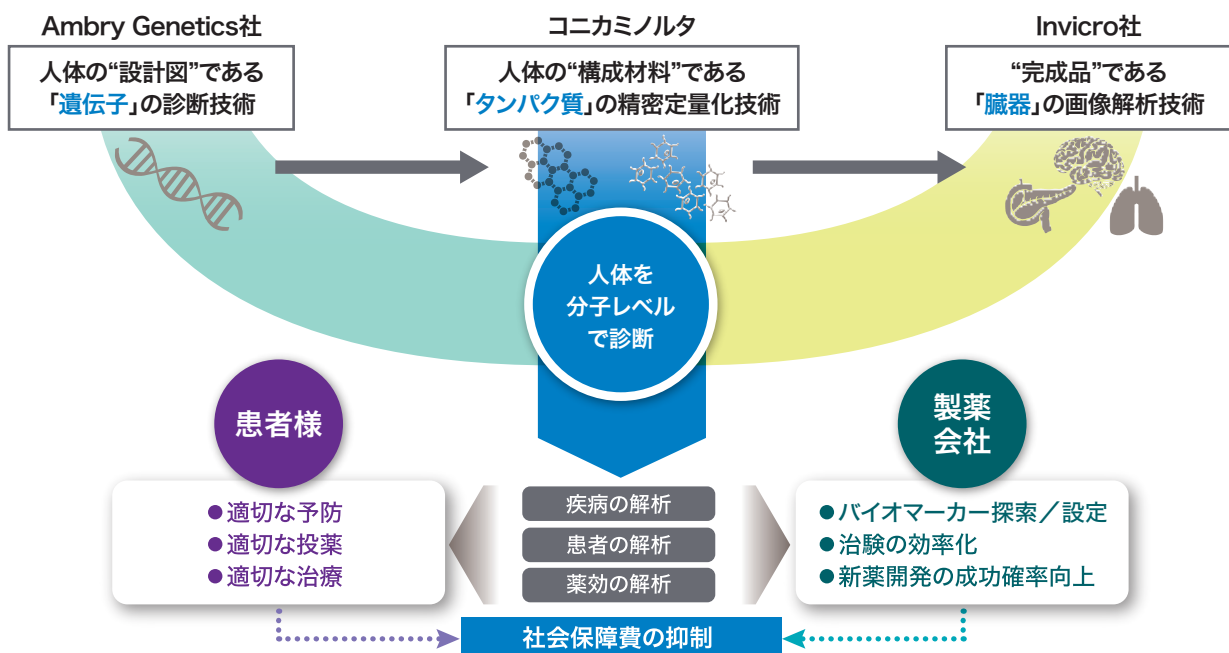 Ambry Genetics社
人体の“設計図”である
「遺伝子」の診断技術
コニカミノルタ
人体の“構成材料”である
「タンパク質」の精密定量化技術
Invicro社
“完成品”である
「臓器」の画像解析技術
人体を
分子レベル
で診断
患者様
●適切な予防
●適切な投薬
●適切な治療
疾病の解析
患者の解析
薬効の解析
製薬
会社
●バイオマーカー探索／設定
●治験の効率化
●新薬開発の成功確率向上
社会保障費の抑制